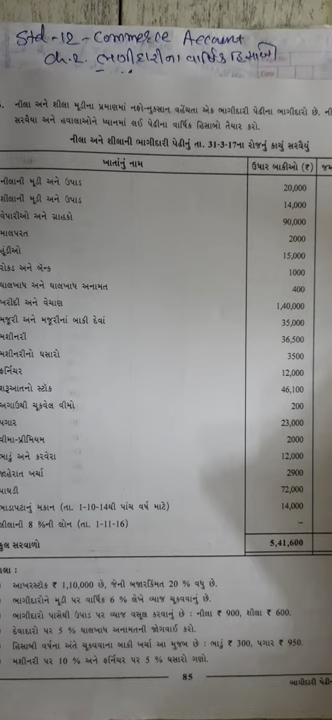 Std-12-Commerce Account
ch.2. ભાગીદારીના વાર્ષિક હિસાબો
નીલા અને શીલા મૂડીના પ્રમાણમાં નફો-નુકસાન વહેંચતા એક ભાગીદારી પેઢીના ભાગીદારો છે. ની
સરવૈયા અને હવાલાઓને ધ્યાનમાં લઈ પેઢીના વાર્ષિક હિસાબો તૈયાર કરો.
નીલા અને શીલાની ભાગીદારી પેઢીનું તા. 31-3-17ના રોજનું કાચું સરવૈયું
ખાતાંનું નામ ઉધાર બાકીઓ (₹) જમ
નીલાની મૂડી અને ઉપાડ 20,000
શીલાની મૂડી અને ઉપાડ 14,000
વેપારીઓ અને ગ્રાહકો 90,000
માલપરત 2000
હૂંડીઓ 15,000
રોકડ અને બૅન્ક 1000
ઘાલખાધ અને ઘાલખાધ અનામત 400
ખરીદી અને વેચાણ 1,40,000
મજૂરી અને મજૂરીનાં બાકી દેવાં 35,000
મશીનરી 36,500
મશીનરીનો ઘસારો 3500
ફર્નિચર 12,000
શરૂઆતનો સ્ટૉક 46,100
અગાઉથી ચૂકવેલ વીમો 200
પગાર 23,000
વીમા-પ્રીમિયમ 2000
ભાડું અને કરવેરા 12,000
જાહેરાત ખર્ચા 2900
પાઘડી 72,000
ભાડાપટાનું મકાન (તા. 1-10-14થી પાંચ વર્ષ માટે) 14,000
શીલાની 8 %ની લોન (તા. 1-11-16) –
કુલ સરવાળો 5,41,600
હવાલા :
આખરસ્ટૉક ₹ 1,10,000 છે, જેની બજારકિંમત 20 % વધુ છે.
ભાગીદારોને મૂડી પર વાર્ષિક 6 % લેખે વ્યાજ ચૂકવવાનું છે.
ભાગીદારો પાસેથી ઉપાડ પર વ્યાજ વસૂલ કરવાનું છે : નીલા ₹ 900, શીલા ₹ 600.
દેવાદારો પર 5 % ઘાલખાધ અનામતની જોગવાઈ કરો.
હિસાબી વર્ષના અંતે ચૂકવવાના બાકી ખર્ચા આ મુજબ છે : ભાડું ₹ 300, પગાર ₹ 950.
મશીનરી પર 10 % અને ફર્નિચર પર 5 % ઘસારો ગણો.
85
ભાગીદારી પેઢીન